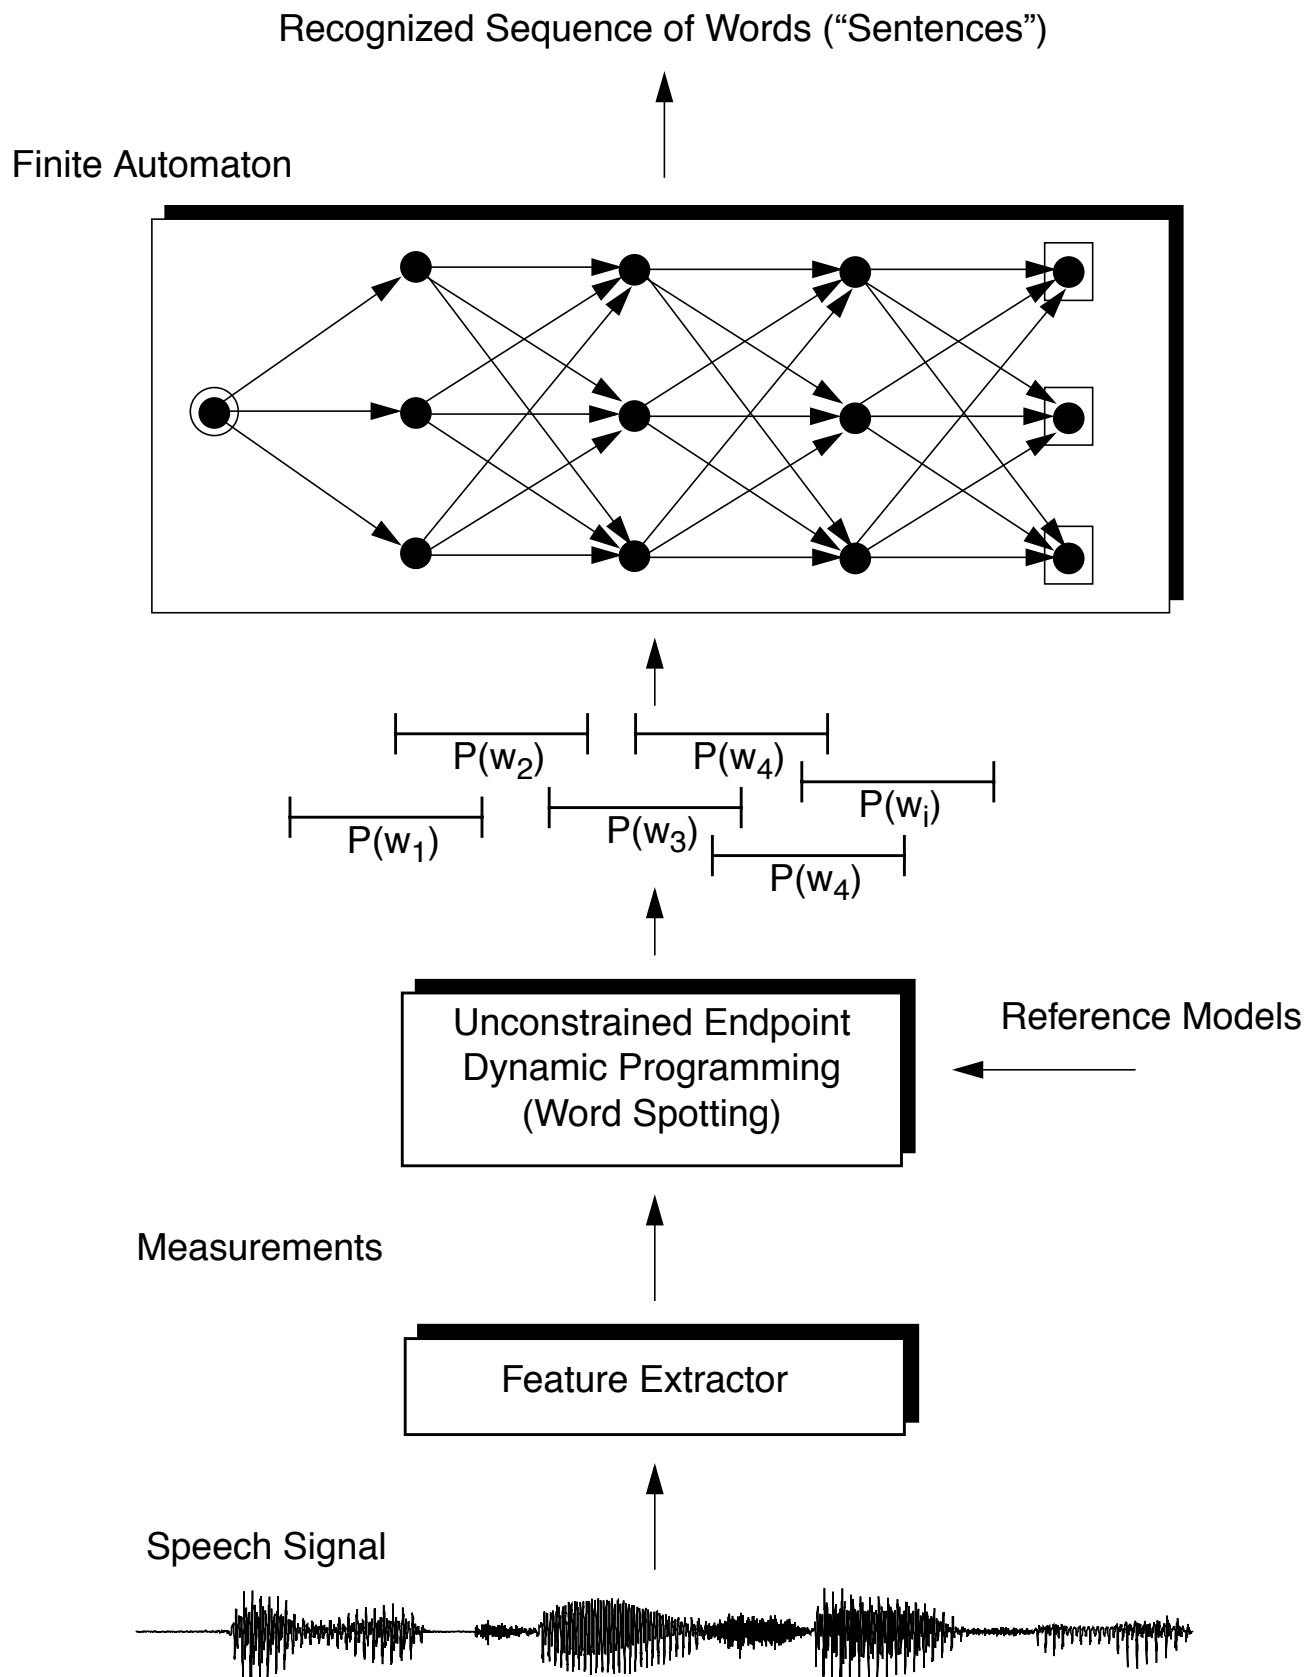 Recognized Sequence of Words (“Sentences”)
Finite Automaton
P(w2)
P(w4)
P(wi)
P(w1)
P(w3)
P(w4)
Unconstrained Endpoint
Dynamic Programming
(Word Spotting)
Reference Models
Measurements
Feature Extractor
Speech Signal